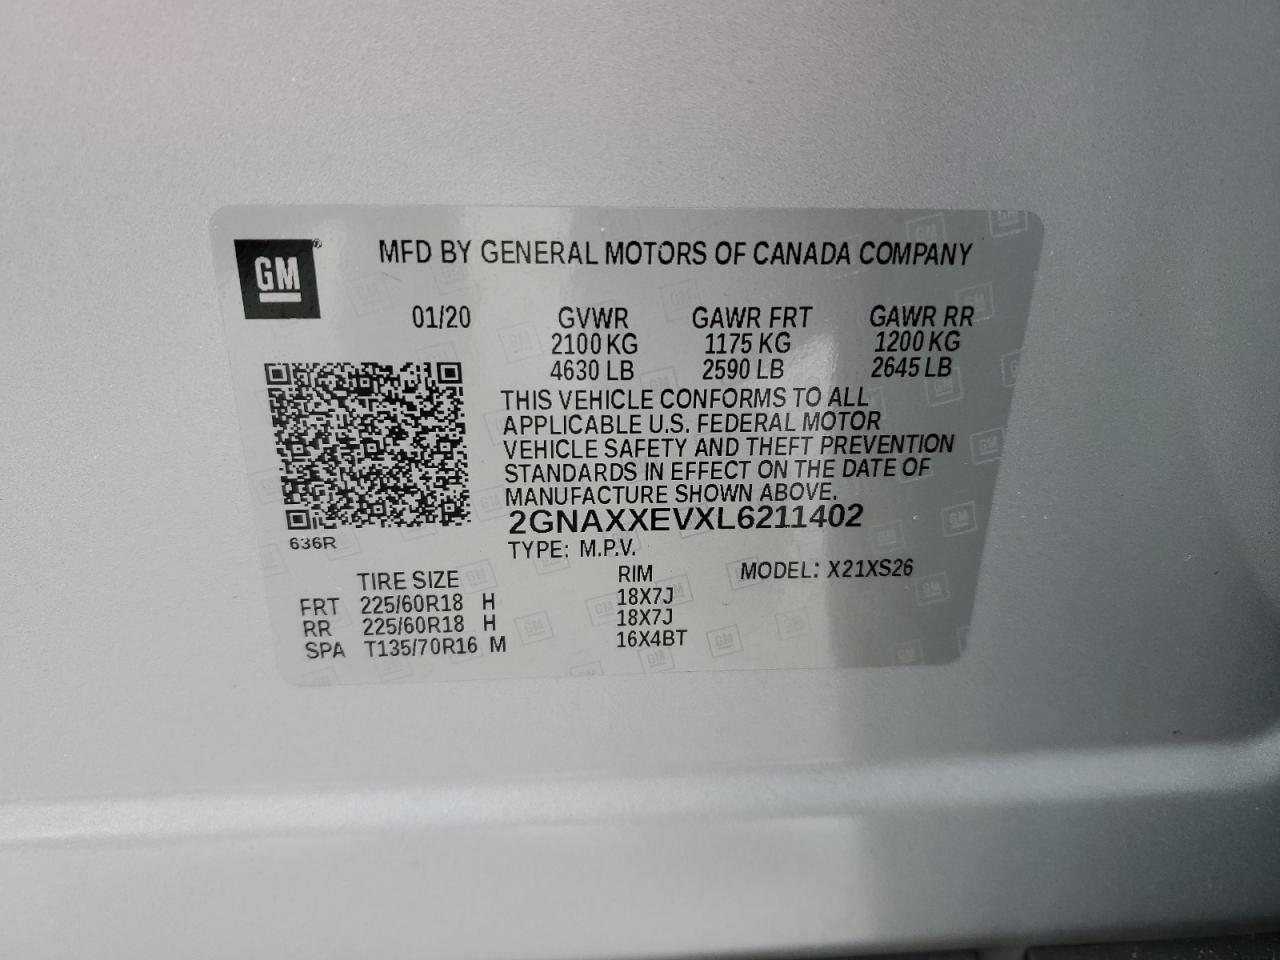 GM®
MFD BY GENERAL MOTORS OF CANADA COMPANY
01/20 GVWR GAWR FRT GAWR RR
2100 KG 1175 KG 1200 KG
4630 LB 2590 LB 2645 LB
THIS VEHICLE CONFORMS TO ALL
APPLICABLE U.S. FEDERAL MOTOR
VEHICLE SAFETY AND THEFT PREVENTION
STANDARDS IN EFFECT ON THE DATE OF
MANUFACTURE SHOWN ABOVE.
2GNAXXEVXL6211402
636R
TYPE: M.P.V.
TIRE SIZE RIM MODEL: X21XS26
FRT 225/60R18 H 18X7J
RR 225/60R18 H 18X7J
SPA T135/70R16 M 16X4BT